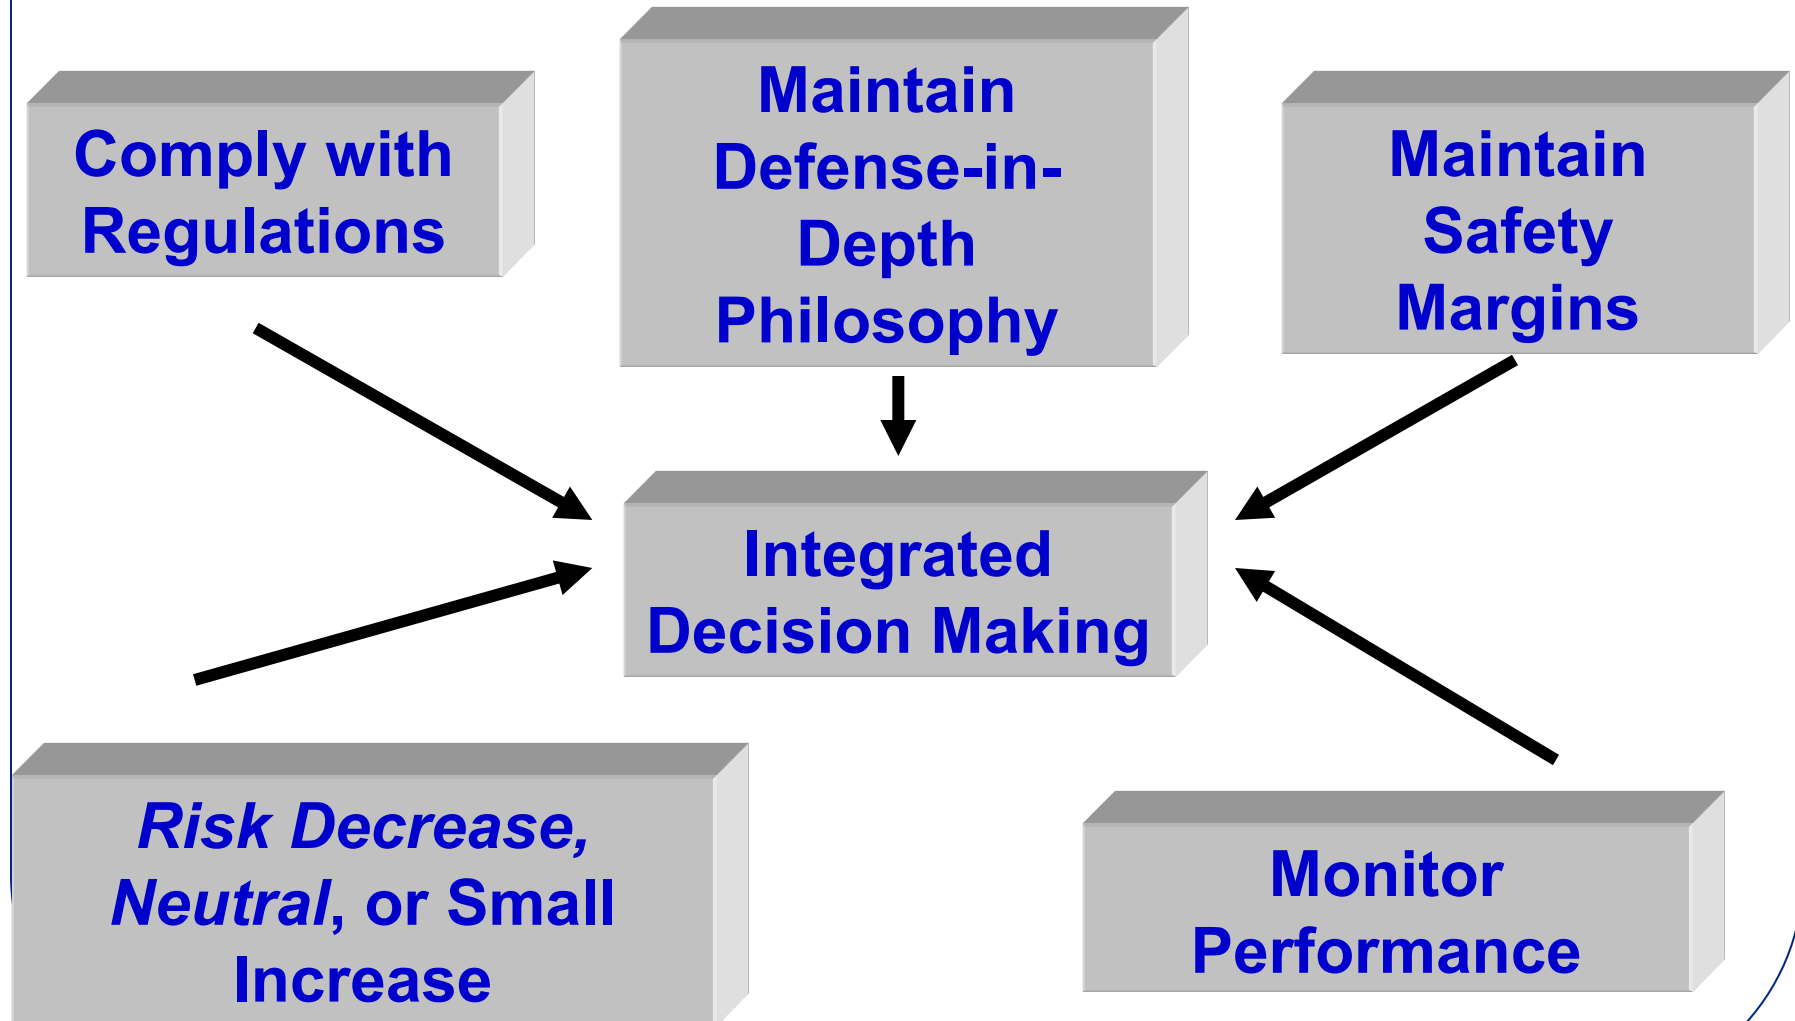 Comply with
Regulations
Maintain
Defense-in-
Depth
Philosophy
Maintain
Safety
Margins
Integrated
Decision Making
Risk Decrease,
Neutral, or Small
Increase
Monitor
Performance